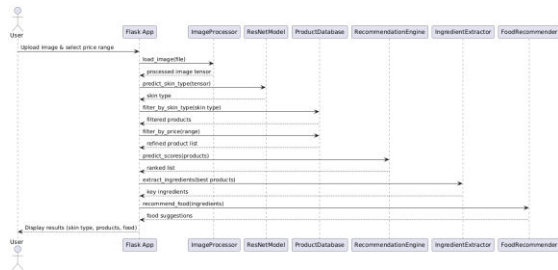 User
Flask App
ImageProcessor
ResNetModel
ProductDatabase
RecommendationEngine
IngredientExtractor
FoodRecommender
Upload image & select price range
load_image(file)
processed image tensor
predict_skin_type(tensor)
skin type
filter_by_skin_type(skin type)
filtered products
filter_by_price(range)
refined product list
predict_scores(products)
ranked list
extract_ingredients(best products)
key ingredients
recommend_food(ingredients)
food suggestions
Display results (skin type, products, food)
User
Flask App
ImageProcessor
ResNetModel
ProductDatabase
RecommendationEngine
IngredientExtractor
FoodRecommender